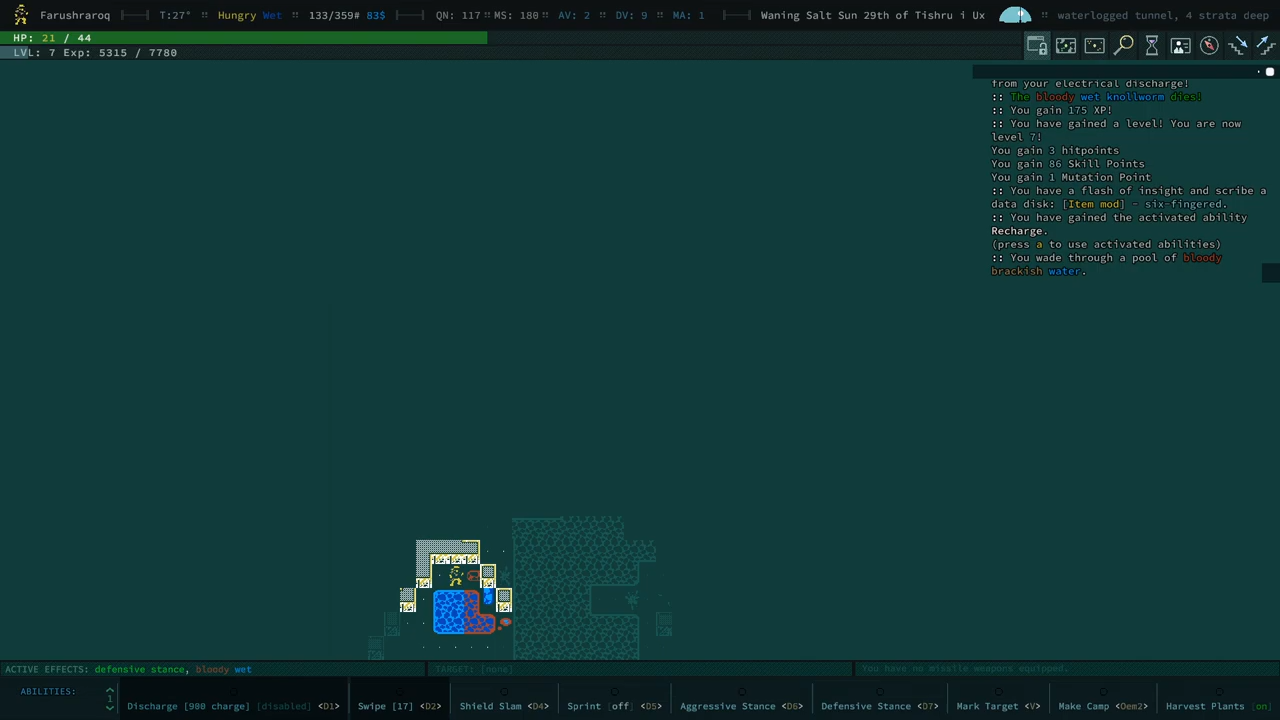 Farushraroq T:27° :: Hungry Wet :: 133/359# 83$ QN: 117 :: MS: 180 :: AV: 2 :: DV: 9 :: MA: 1 Waning Salt Sun 29th of Tishru i Ux :: waterlogged tunnel, 4 strata deep
HP: 21 / 44
LVL: 7 Exp: 5315 / 7780
from your electrical discharge!
:: The bloody wet knollworm dies!
:: You gain 175 XP!
:: You have gained a level! You are now
level 7!
You gain 3 hitpoints
You gain 86 Skill Points
You gain 1 Mutation Point
:: You have a flash of insight and scribe a
data disk: [Item mod] - six-fingered.
:: You have gained the activated ability
Recharge.
(press a to use activated abilities)
:: You wade through a pool of bloody
brackish water.
ACTIVE EFFECTS: defensive stance, bloody wet TARGET: [none] You have no missile weapons equipped.
ABILITIES: 1 Discharge [900 charge] [disabled] <D1> Swipe [17] <D2> Shield Slam <D4> Sprint [off] <D5> Aggressive Stance <D6> Defensive Stance <D7> Mark Target <V> Make Camp <Oem2> Harvest Plants [on]